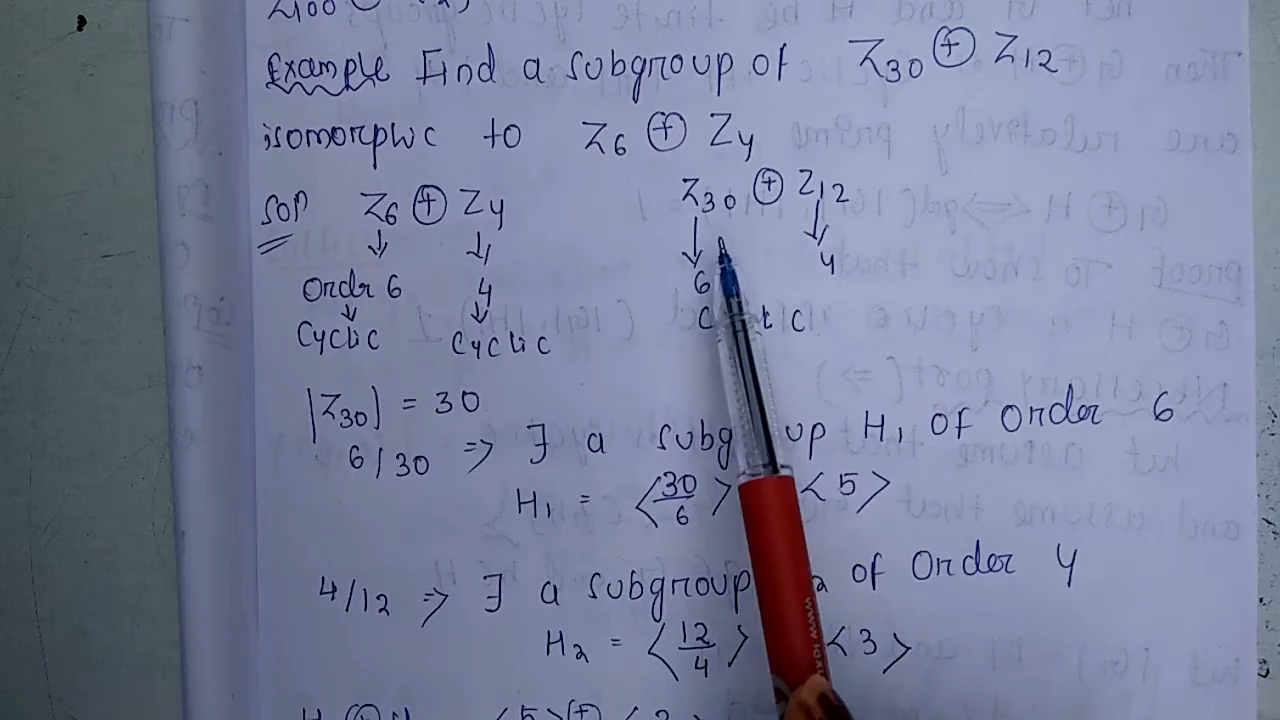 Example Find a subgroup of Z30 ⊕ Z12
isomorphic to Z6 ⊕ Z4
Soln Z6 ⊕ Z4 Z30 ⊕ Z12
↓ ↓ ↓ ↓
Order 6 4 6 4
↓ ↓
Cyclic Cyclic
|Z30| = 30
6/30 ⇒ ∃ a subgroup H1 of order 6
H1 = <30/6> <5>
4/12 ⇒ ∃ a subgroup of order 4
H2 = <12/4> <3>